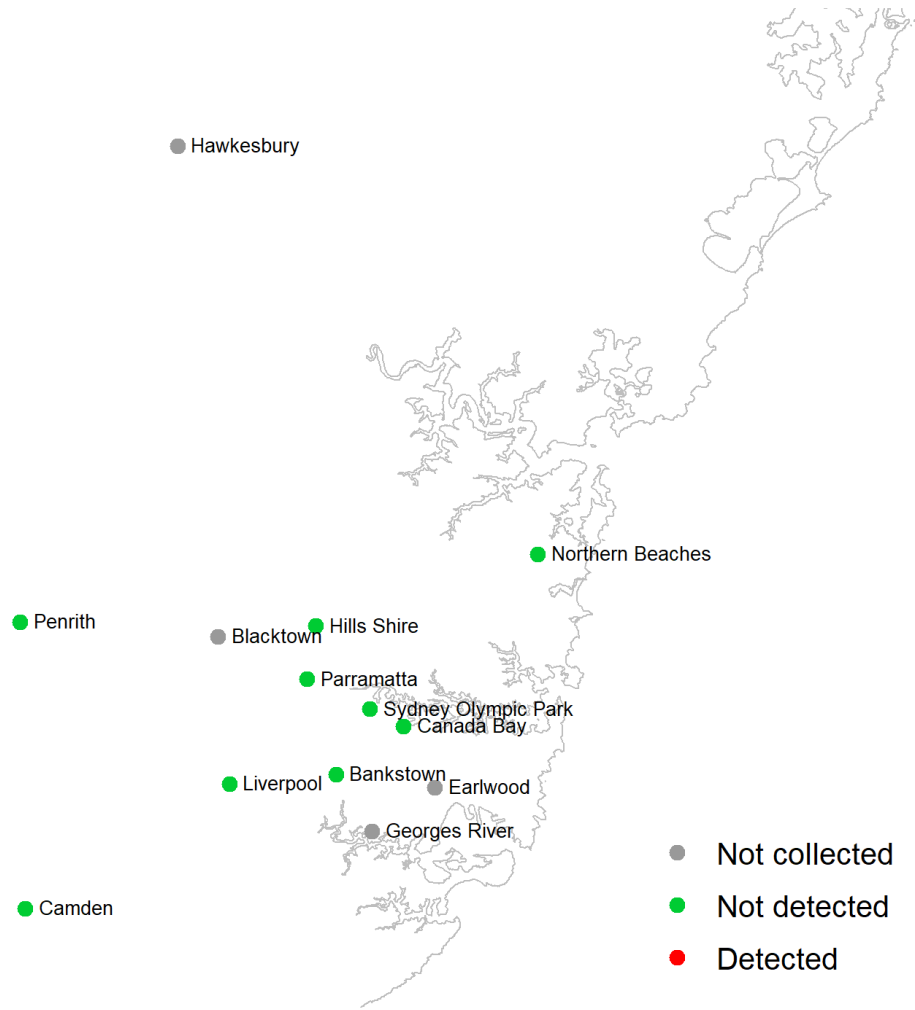 Hawkesbury
Northern Beaches
Penrith
Hills Shire
Blacktown
Parramatta
Sydney Olympic Park
Canada Bay
Bankstown
Liverpool
Earlwood
Georges River
Not collected
Not detected
Camden
Detected